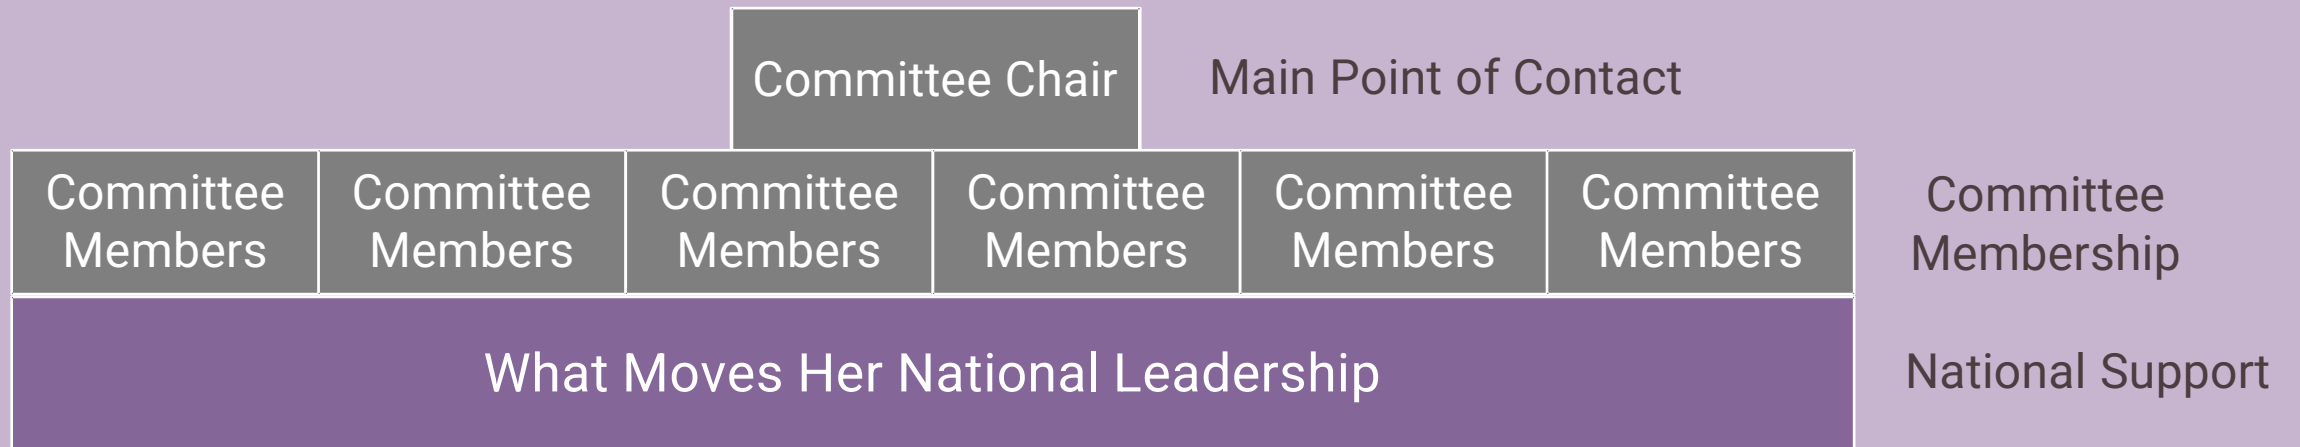 Committee Chair
Main Point of Contact
Committee
Members
Committee
Members
Committee
Members
Committee
Members
Committee
Members
Committee
Members
Committee
Membership
What Moves Her National Leadership
National Support